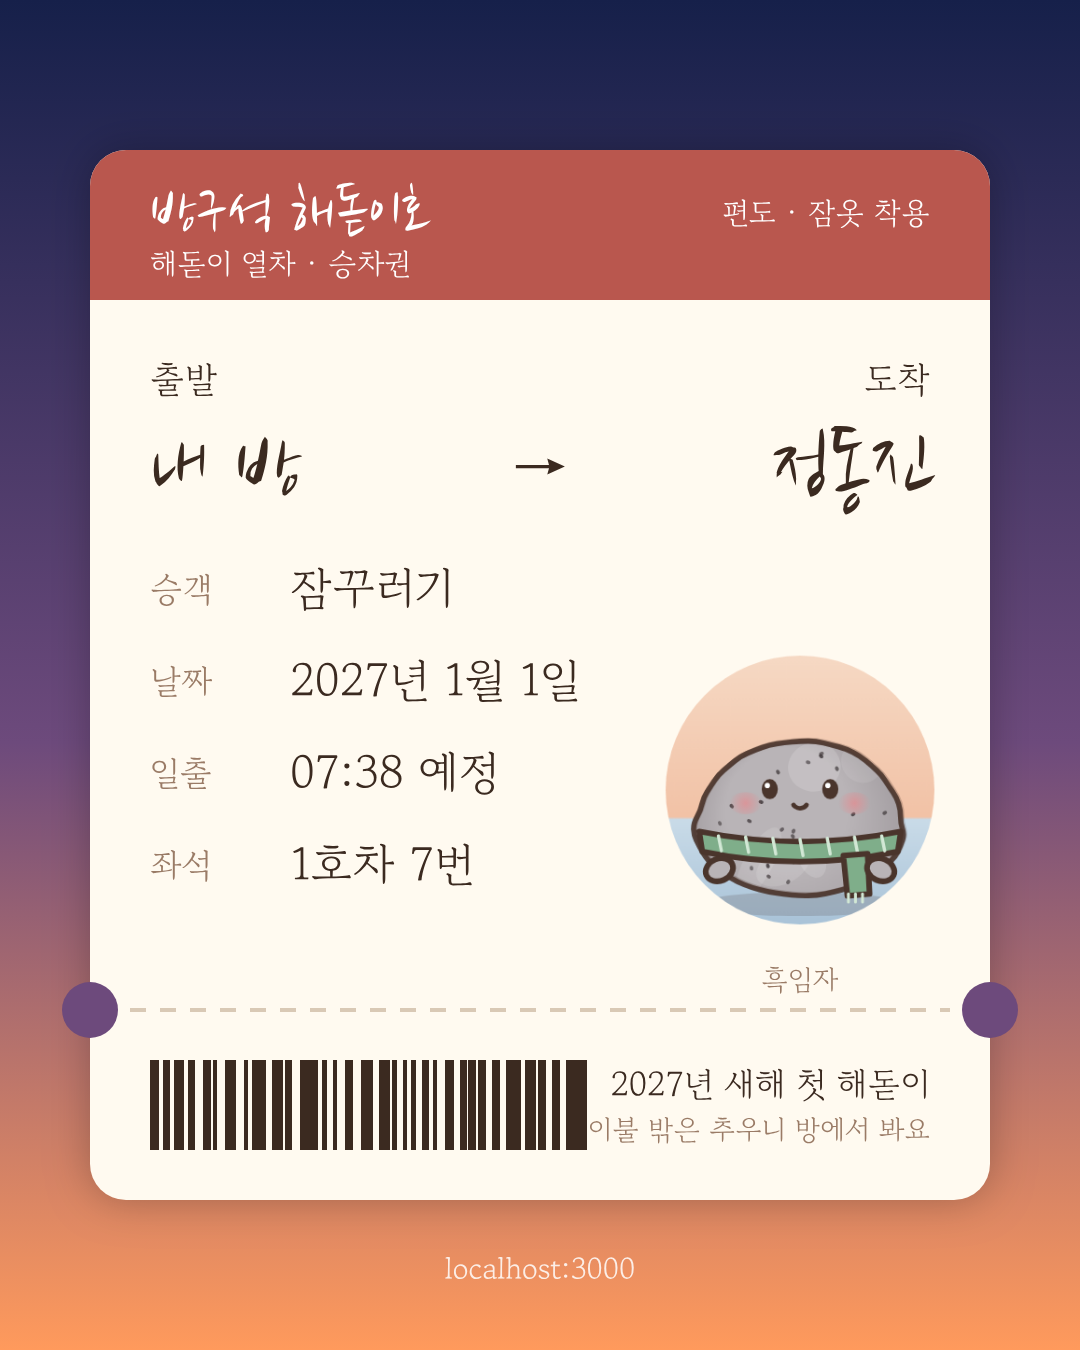 방구석 해돋이호
편도 · 잠옷 착용
해돋이 열차 · 승차권
출발
도착
내 방 → 정동진
승객 잠꾸러기
날짜 2027년 1월 1일
일출 07:38 예정
좌석 1호차 7번
흑임자
2027년 새해 첫 해돋이
이불 밖은 추우니 방에서 봐요
localhost:3000